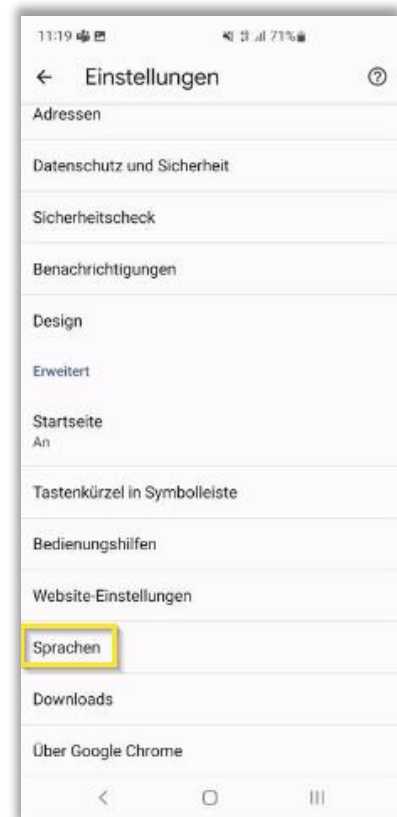 11:19 71%
Einstellungen
Adressen
Datenschutz und Sicherheit
Sicherheitscheck
Benachrichtigungen
Design
Erweitert
Startseite
An
Tastenkürzel in Symbolleiste
Bedienungshilfen
Website-Einstellungen
Sprachen
Downloads
Über Google Chrome